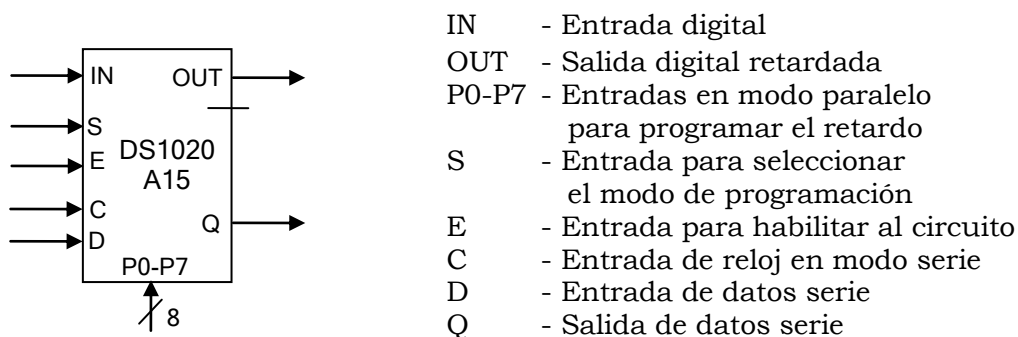 IN
OUT
S
E
DS1020
A15
C
D
Q
P0-P7
8
IN - Entrada digital
OUT - Salida digital retardada
P0-P7 - Entradas en modo paralelo
para programar el retardo
S - Entrada para seleccionar
el modo de programación
E - Entrada para habilitar al circuito
C - Entrada de reloj en modo serie
D - Entrada de datos serie
Q - Salida de datos serie